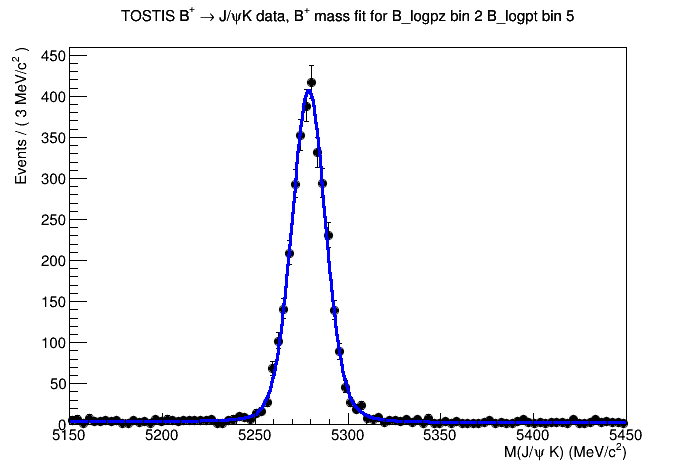 TOSTIS B⁺ → J/ψK data, B⁺ mass fit for B_logpz bin 2 B_logpt bin 5
Events / ( 3 MeV/c² )
450
400
350
300
250
200
150
100
50
0
5150 5200 5250 5300 5350 5400 5450
M(J/ψ K) (MeV/c²)